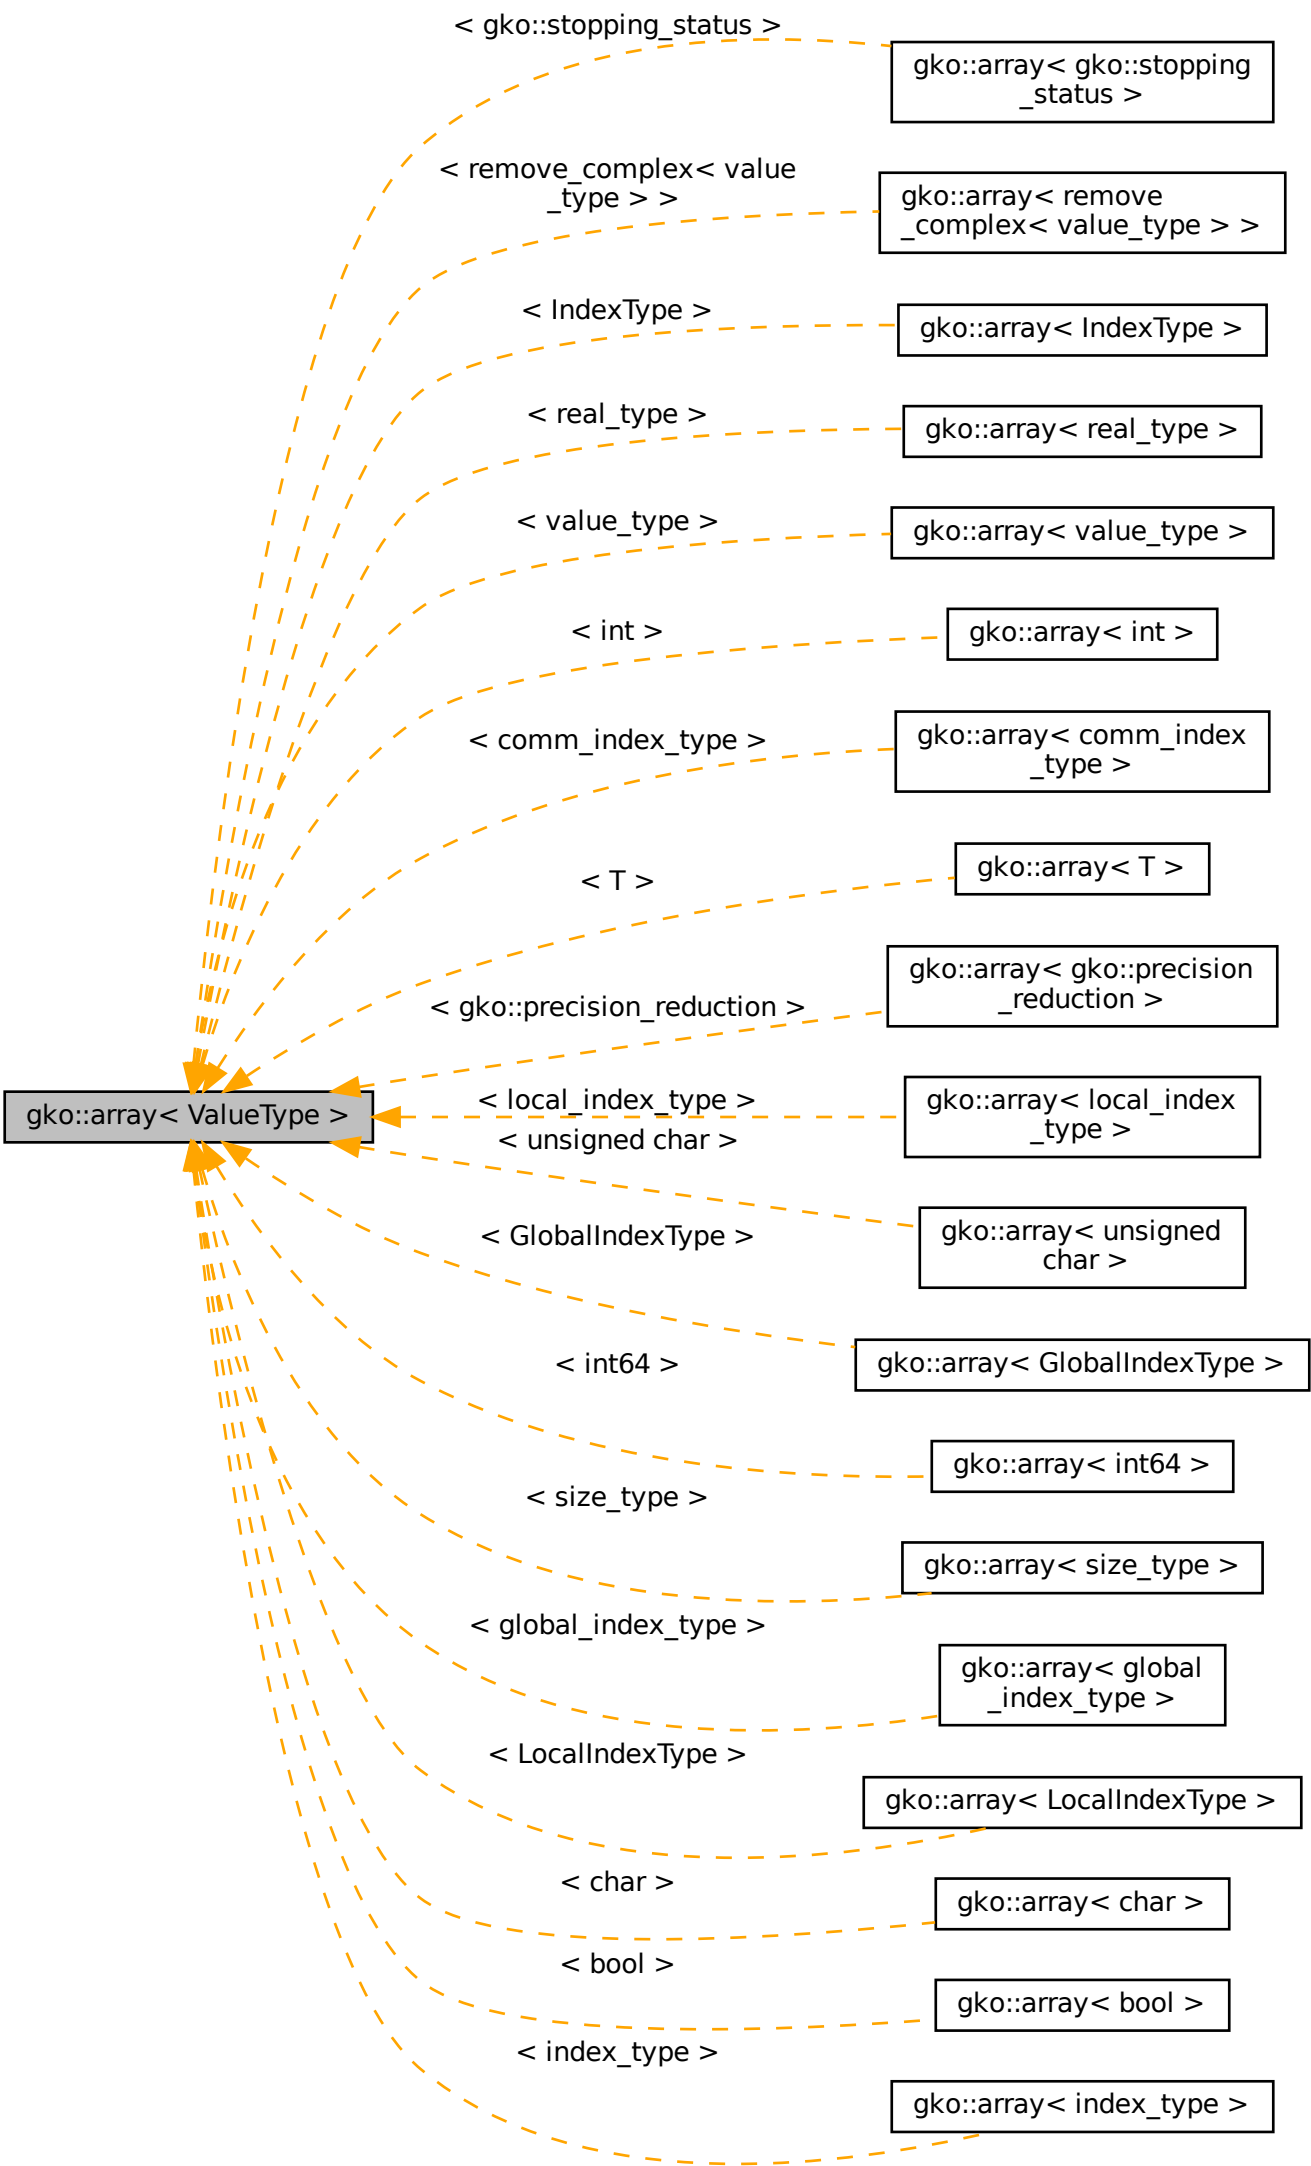 < gko::stopping_status >
gko::array< gko::stopping
_status >
< remove_complex< value
_type > >
gko::array< remove
_complex< value_type > >
< IndexType >
gko::array< IndexType >
< real_type >
gko::array< real_type >
< value_type >
gko::array< value_type >
< int >
gko::array< int >
< comm_index_type >
gko::array< comm_index
_type >
< T >
gko::array< T >
< gko::precision_reduction >
gko::array< gko::precision
_reduction >
gko::array< ValueType >
< local_index_type >
gko::array< local_index
_type >
< unsigned char >
gko::array< unsigned
char >
< GlobalIndexType >
gko::array< GlobalIndexType >
< int64 >
gko::array< int64 >
< size_type >
gko::array< size_type >
< global_index_type >
gko::array< global
_index_type >
< LocalIndexType >
gko::array< LocalIndexType >
< char >
gko::array< char >
< bool >
gko::array< bool >
< index_type >
gko::array< index_type >